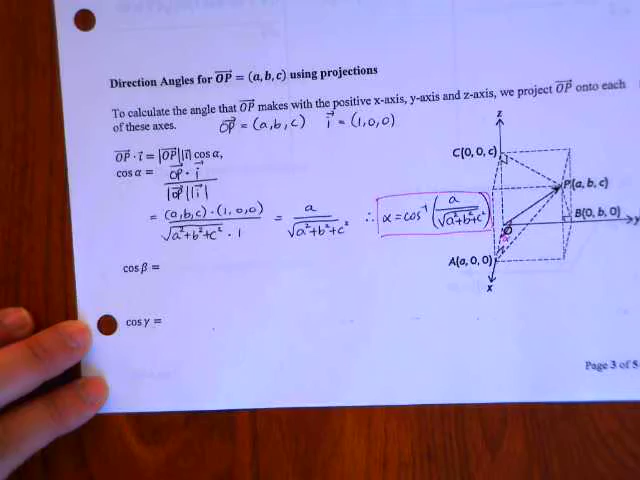 Direction Angles for OP⃗ = (a, b, c) using projections
To calculate the angle that OP⃗ makes with the positive x-axis, y-axis and z-axis, we project OP⃗ onto each
of these axes. OP⃗ = (a, b, c) i⃗ = (1, 0, 0)
OP⃗ · i⃗ = |OP⃗||i⃗| cos α,
cos α = OP⃗ · i⃗ / |OP⃗||i⃗|
= (a, b, c) · (1, 0, 0) / √a²+b²+c² · 1 = a / √a²+b²+c² ∴ α = cos⁻¹ (a / √a²+b²+c²)
cos β =
cos γ =
z
C(0, 0, c)
P(a, b, c)
B(0, b, 0)
y
O
α
A(a, 0, 0)
x
Page 3 of 5